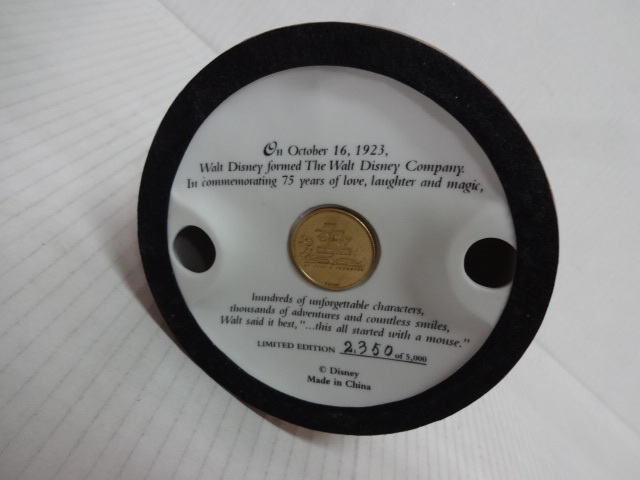 On October 16, 1923,
Walt Disney formed The Walt Disney Company.
In commemorating 75 years of love, laughter and magic,
hundreds of unforgettable characters,
thousands of adventures and countless smiles,
Walt said it best, "...this all started with a mouse."
LIMITED EDITION 2,350 of 5,000
© Disney
Made in China